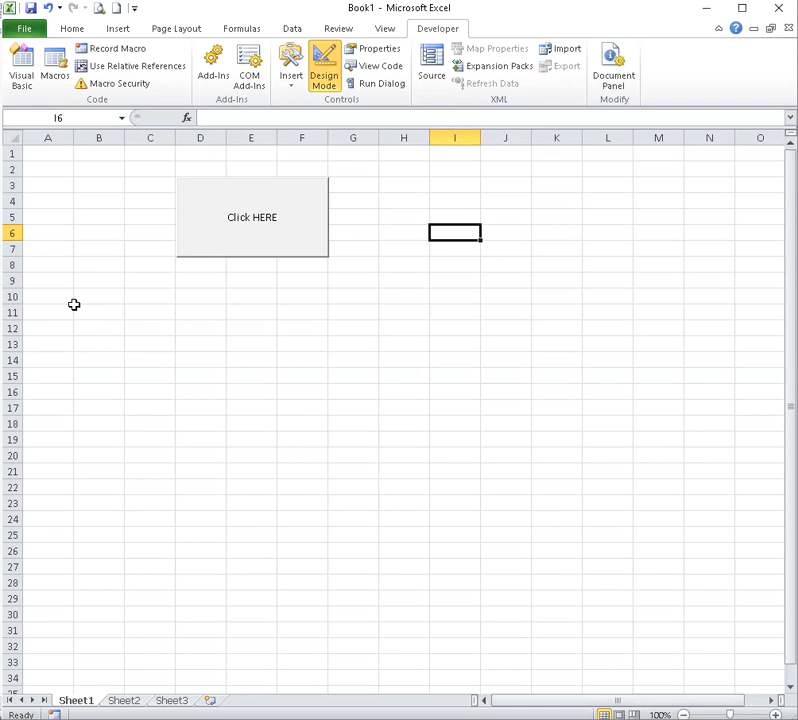 Book1 - Microsoft Excel
File Home Insert Page Layout Formulas Data Review View Developer
Visual Basic
Macros
Record Macro
Use Relative References
Macro Security
Code
Add-Ins
COM Add-Ins
Add-Ins
Insert
Design Mode
Properties
View Code
Run Dialog
Controls
Source
Map Properties
Expansion Packs
Refresh Data
Import
Export
XML
Document Panel
Modify
I6
fx
A B C D E F G H I J K L M N O
1
2
3
4
5
6
7
8
9
10
11
12
13
14
15
16
17
18
19
20
21
22
23
24
25
26
27
28
29
30
31
32
33
34
Click HERE
Sheet1 Sheet2 Sheet3
Ready
100%